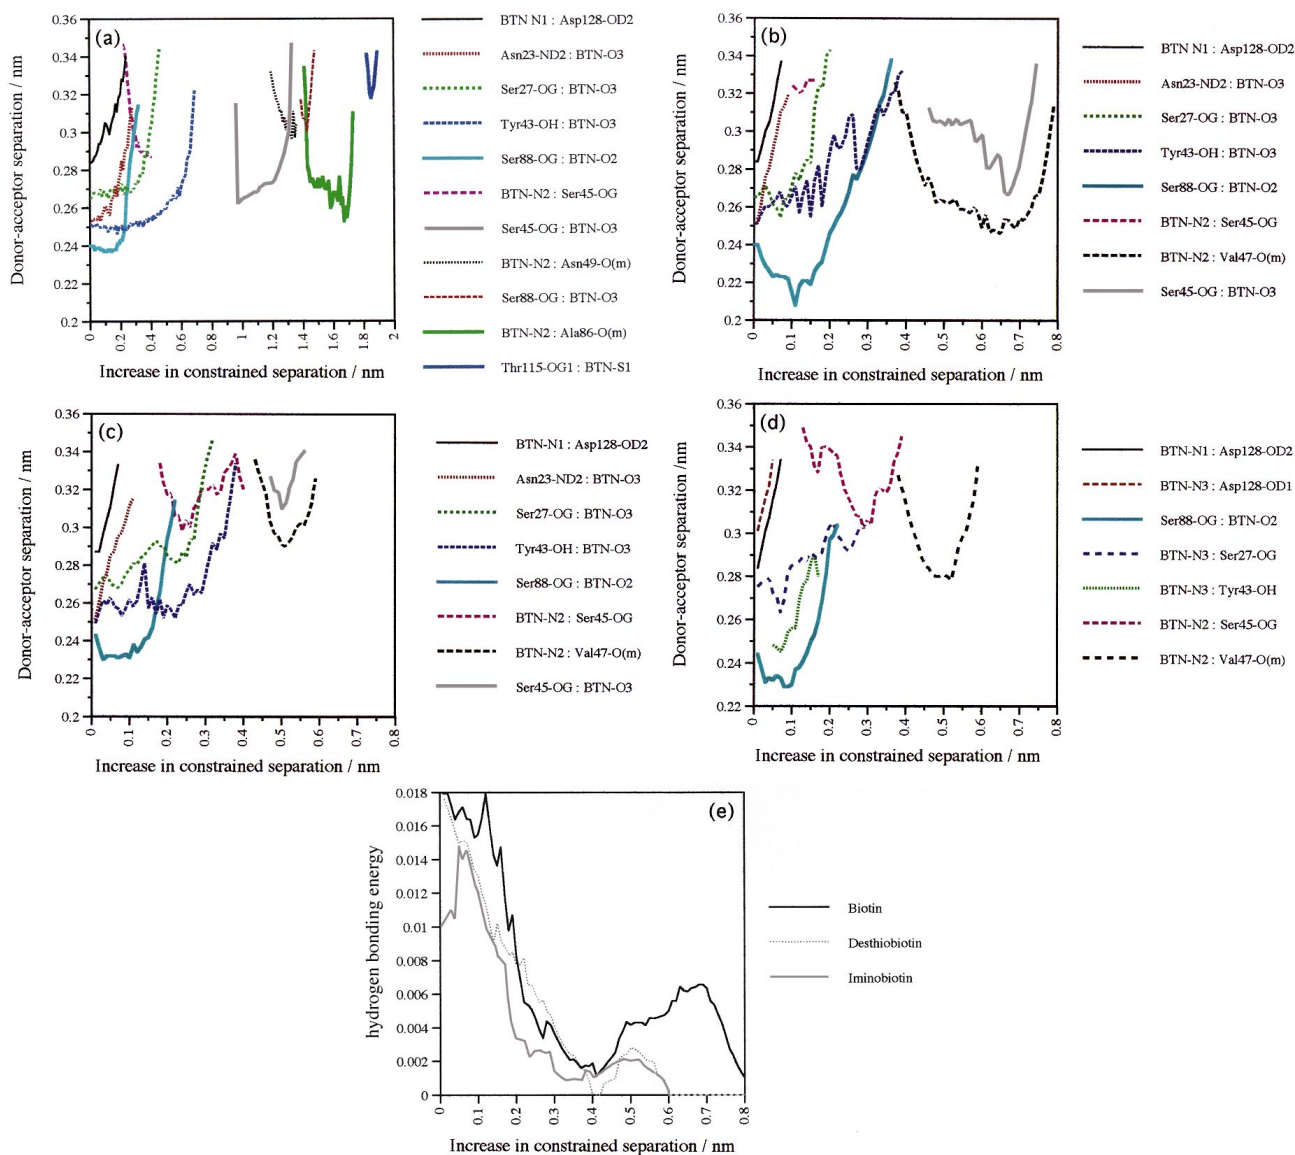 (a)
Donor-acceptor separation / nm
0.36
0.34
0.32
0.3
0.28
0.26
0.24
0.22
0.2
0
0.2
0.4
0.6
0.8
1
1.2
1.4
1.6
1.8
2
Increase in constrained separation / nm
BTN N1 : Asp128-OD2
Asn23-ND2 : BTN-O3
Ser27-OG : BTN-O3
Tyr43-OH : BTN-O3
Ser88-OG : BTN-O2
BTN-N2 : Ser45-OG
Ser45-OG : BTN-O3
BTN-N2 : Asn49-O(m)
Ser88-OG : BTN-O3
BTN-N2 : Ala86-O(m)
Thr115-OG1 : BTN-S1
(b)
Donor-acceptor separation / nm
0.36
0.34
0.32
0.3
0.28
0.26
0.24
0.22
0.2
0
0.1
0.2
0.3
0.4
0.5
0.6
0.7
0.8
Increase in constrained separation / nm
BTN N1 : Asp128-OD2
Asn23-ND2 : BTN-O3
Ser27-OG : BTN-O3
Tyr43-OH : BTN-O3
Ser88-OG : BTN-O2
BTN-N2 : Ser45-OG
BTN-N2 : Val47-O(m)
Ser45-OG : BTN-O3
(c)
Donor-acceptor separation / nm
0.36
0.34
0.32
0.3
0.28
0.26
0.24
0.22
0.2
0
0.1
0.2
0.3
0.4
0.5
0.6
0.7
0.8
Increase in constrained separation / nm
BTN-N1 : Asp128-OD2
Asn23-ND2 : BTN-O3
Ser27-OG : BTN-O3
Tyr43-OH : BTN-O3
Ser88-OG : BTN-O2
BTN-N2 : Ser45-OG
BTN-N2 : Val47-O(m)
Ser45-OG : BTN-O3
(d)
Donor-acceptor separation /nm
0.36
0.34
0.32
0.3
0.28
0.26
0.24
0.22
0
0.1
0.2
0.3
0.4
0.5
0.6
0.7
0.8
Increase in constrained separation / nm
BTN-N1 : Asp128-OD2
BTN-N3 : Asp128-OD1
Ser88-OG : BTN-O2
BTN-N3 : Ser27-OG
BTN-N3 : Tyr43-OH
BTN-N2 : Ser45-OG
BTN-N2 : Val47-O(m)
(e)
hydrogen bonding energy
0.018
0.016
0.014
0.012
0.01
0.008
0.006
0.004
0.002
0
0
0.1
0.2
0.3
0.4
0.5
0.6
0.7
0.8
Increase in constrained separation / nm
Biotin
Desthiobiotin
Iminobiotin